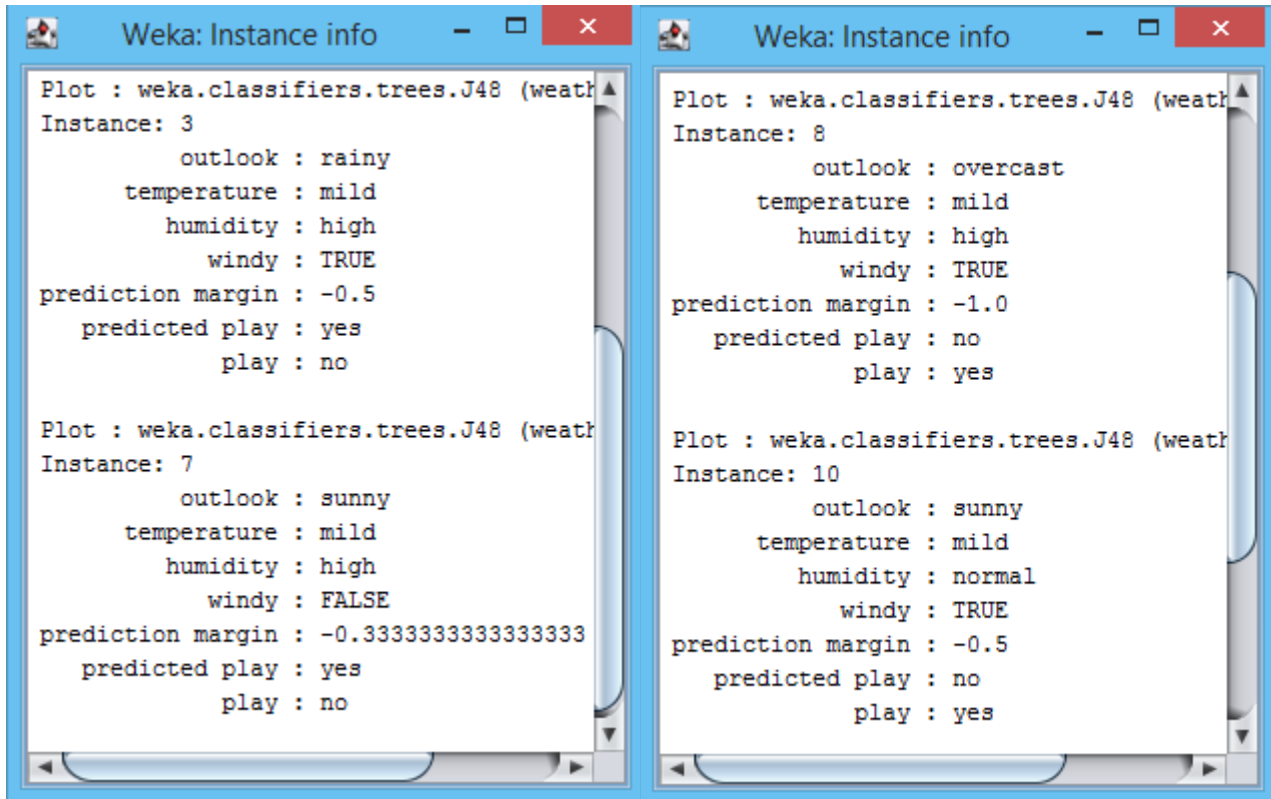 Weka: Instance info
Plot : weka.classifiers.trees.J48 (weath
Instance: 3
outlook : rainy
temperature : mild
humidity : high
windy : TRUE
prediction margin : -0.5
predicted play : yes
play : no
Plot : weka.classifiers.trees.J48 (weath
Instance: 7
outlook : sunny
temperature : mild
humidity : high
windy : FALSE
prediction margin : -0.3333333333333333
predicted play : yes
play : no
Weka: Instance info
Plot : weka.classifiers.trees.J48 (weath
Instance: 8
outlook : overcast
temperature : mild
humidity : high
windy : TRUE
prediction margin : -1.0
predicted play : no
play : yes
Plot : weka.classifiers.trees.J48 (weath
Instance: 10
outlook : sunny
temperature : mild
humidity : normal
windy : TRUE
prediction margin : -0.5
predicted play : no
play : yes